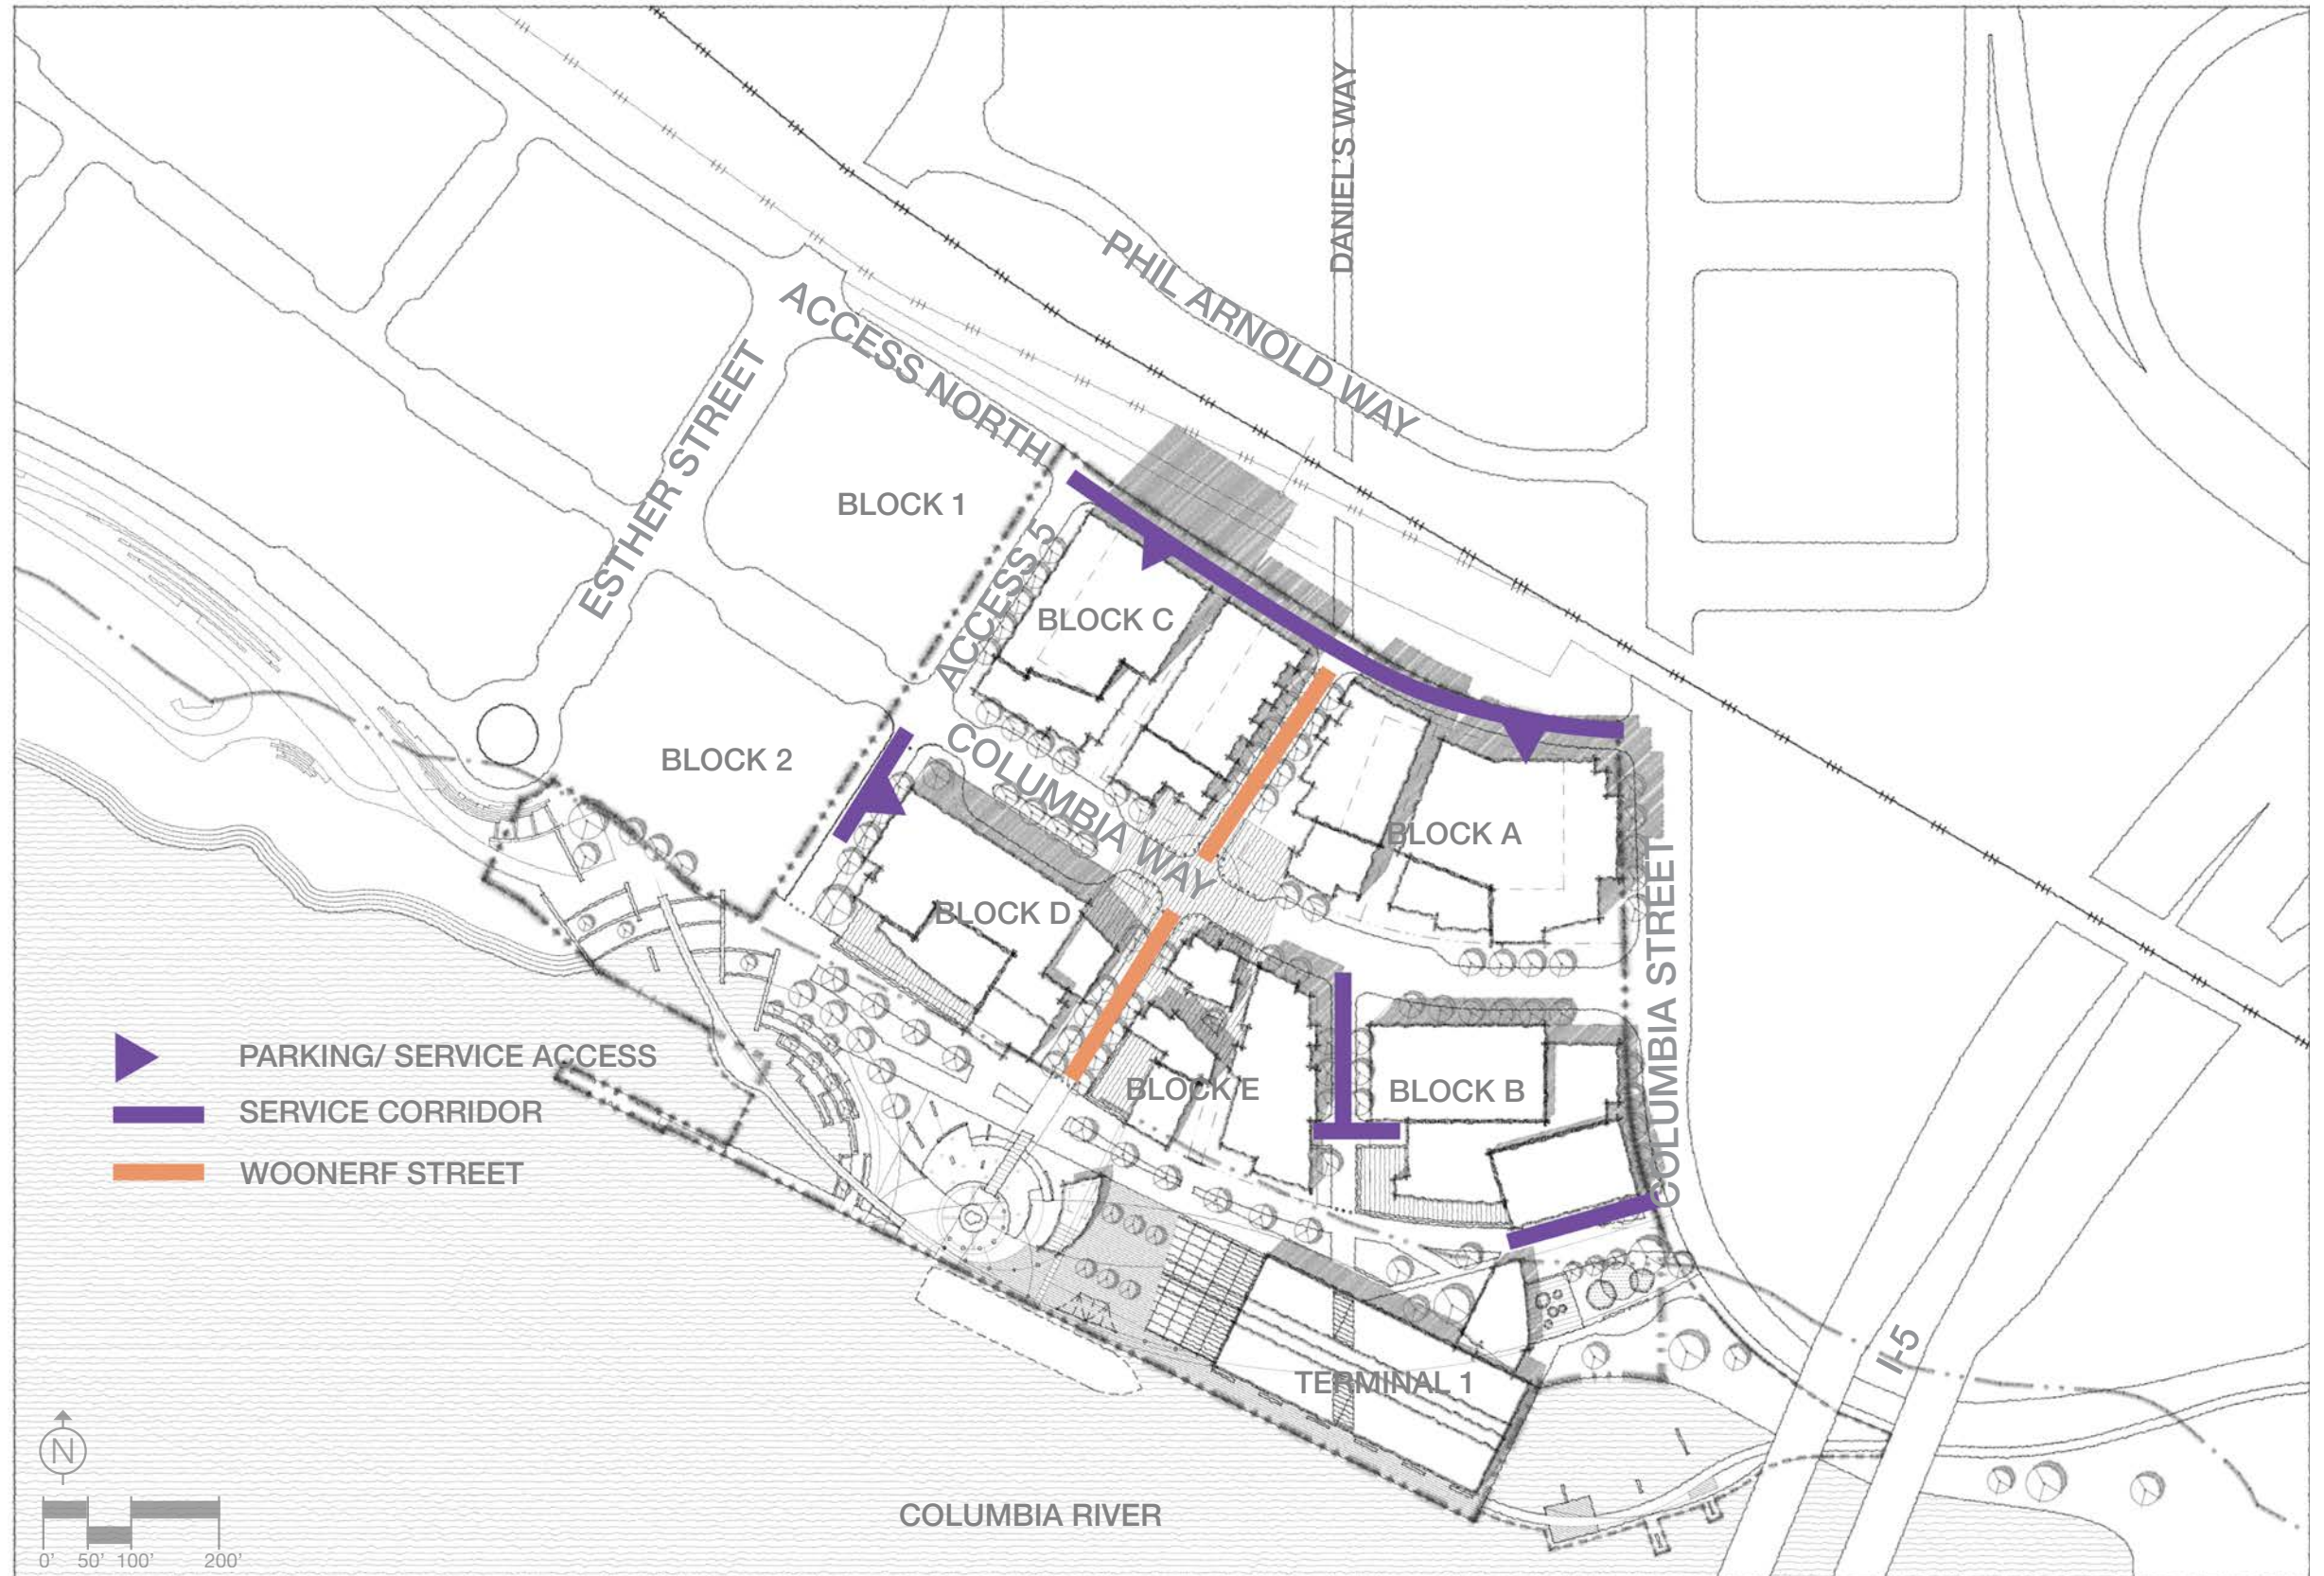 DANIEL'S WAY
PHIL ARNOLD WAY
ACCESS NORTH
ESTHER STREET
BLOCK 1
ACCESS 5
BLOCK C
COLUMBIA WAY
BLOCK 2
BLOCK A
BLOCK D
COLUMBIA STREET
BLOCK E
BLOCK B
PARKING/ SERVICE ACCESS
SERVICE CORRIDOR
WOONERF STREET
I-5
TERMINAL 1
N
COLUMBIA RIVER
0' 50' 100' 200'